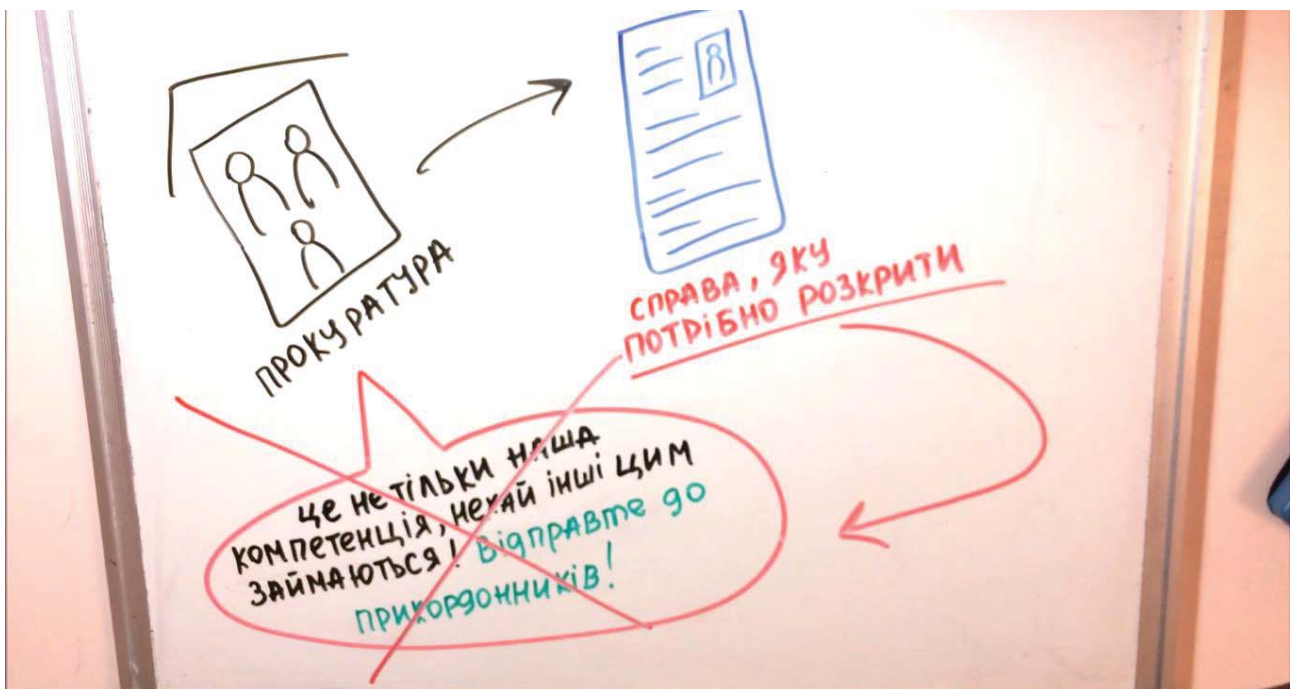 ПРОКУРАТУРА
СПРАВА, ЯКУ
ПОТРІБНО РОЗКРИТИ
ЦЕ НЕ ТІЛЬКИ НАША
КОМПЕТЕНЦІЯ, НЕХАЙ ІНШІ ЦИМ
ЗАЙМАЮТЬСЯ! Відправте до
прикордонників!